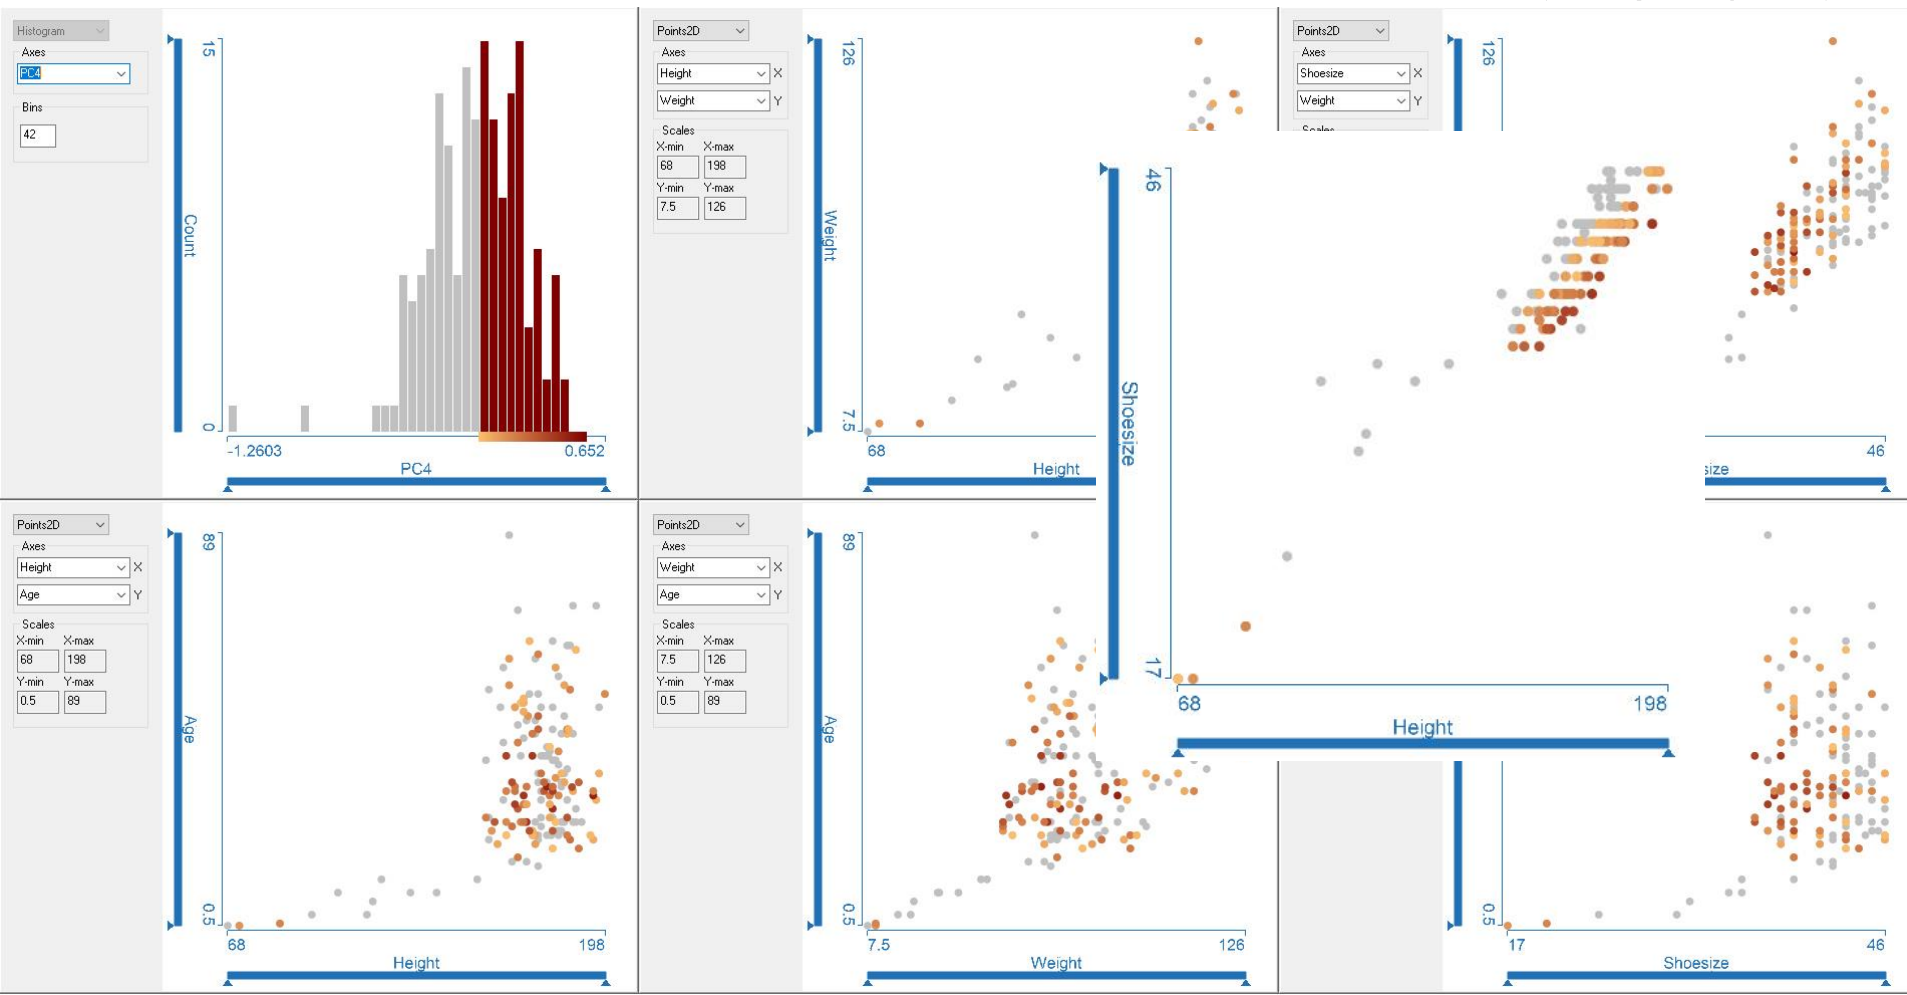 Histogram
Axes
PC4
Bins
42
15
Count
0
-1.2603
0.652
PC4
Points2D
Axes
Height
X
Weight
Y
Scales
X-min
X-max
68
198
Y-min
Y-max
7.5
126
126
Weight
7.5
68
Height
Points2D
Axes
Shoesize
X
Weight
Y
126
46
size
46
Shoesize
17
68
198
Height
Points2D
Axes
Height
X
Age
Y
Scales
X-min
X-max
68
198
Y-min
Y-max
0.5
89
89
Age
0.5
68
198
Height
Points2D
Axes
Weight
X
Age
Y
Scales
X-min
X-max
7.5
126
Y-min
Y-max
0.5
89
89
Age
0.5
7.5
126
Weight
0.5
17
46
Shoesize